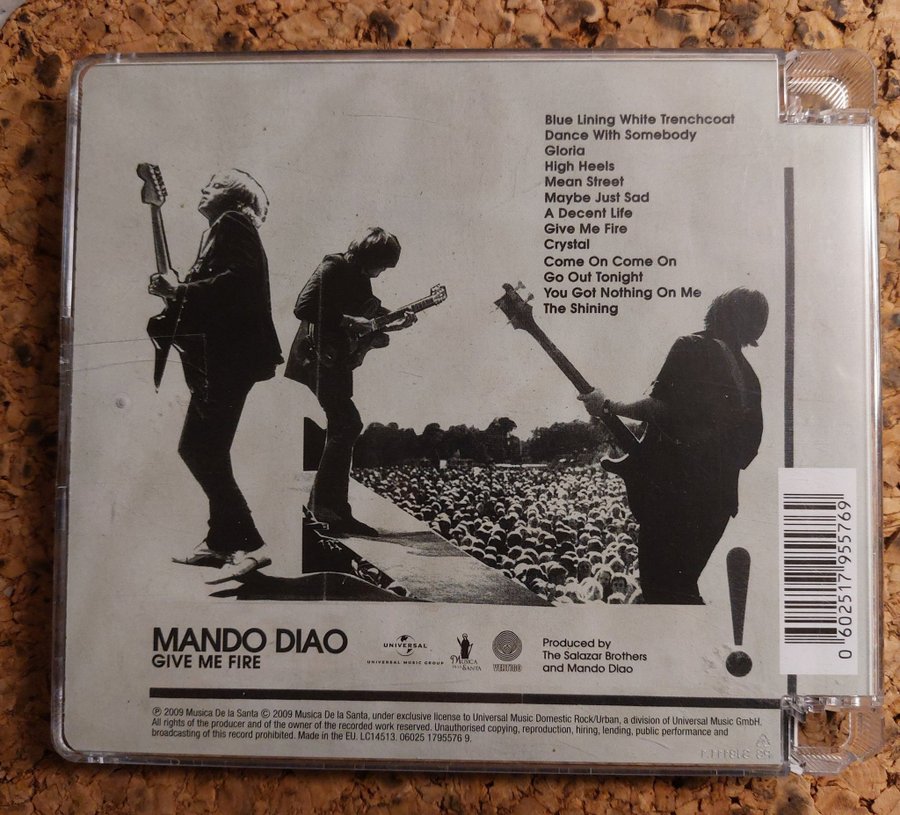 Blue Lining White Trenchcoat
Dance With Somebody
Gloria
High Heels
Mean Street
Maybe Just Sad
A Decent Life
Give Me Fire
Crystal
Come On Come On
Go Out Tonight
You Got Nothing On Me
The Shining
0 602517 955769
!
MANDO DIAO
GIVE ME FIRE
UNIVERSAL
UNIVERSAL MUSIC GROUP
MUSICA
DE LA SANTA
VERTIGO
Produced by
The Salazar Brothers
and Mando Diao
℗ 2009 Musica De la Santa © 2009 Musica De la Santa, under exclusive license to Universal Music Domestic Rock/Urban, a division of Universal Music GmbH.
All rights of the producer and of the owner of the recorded work reserved. Unauthorised copying, reproduction, hiring, lending, public performance and
broadcasting of this record prohibited. Made in the EU. LC14513. 06025 1795576 9.